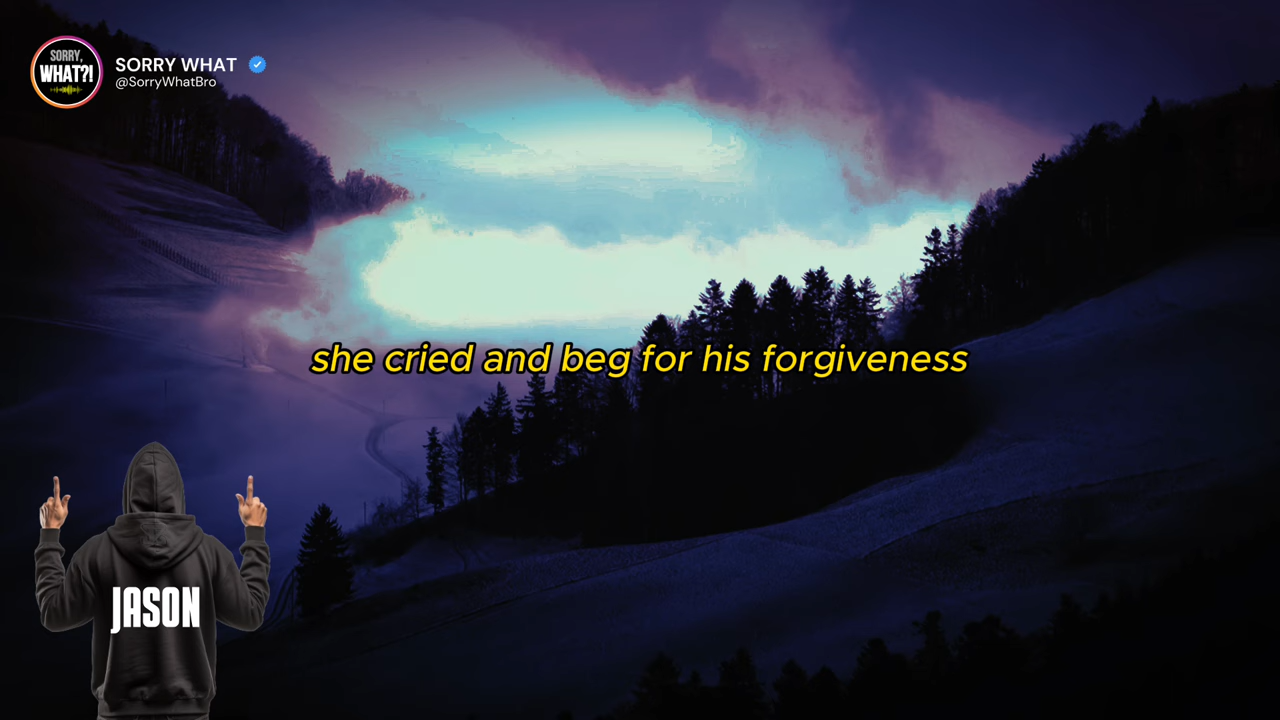 SORRY,
WHAT?!
SORRY WHAT
@SorryWhatBro
she cried and beg for his forgiveness
JASON